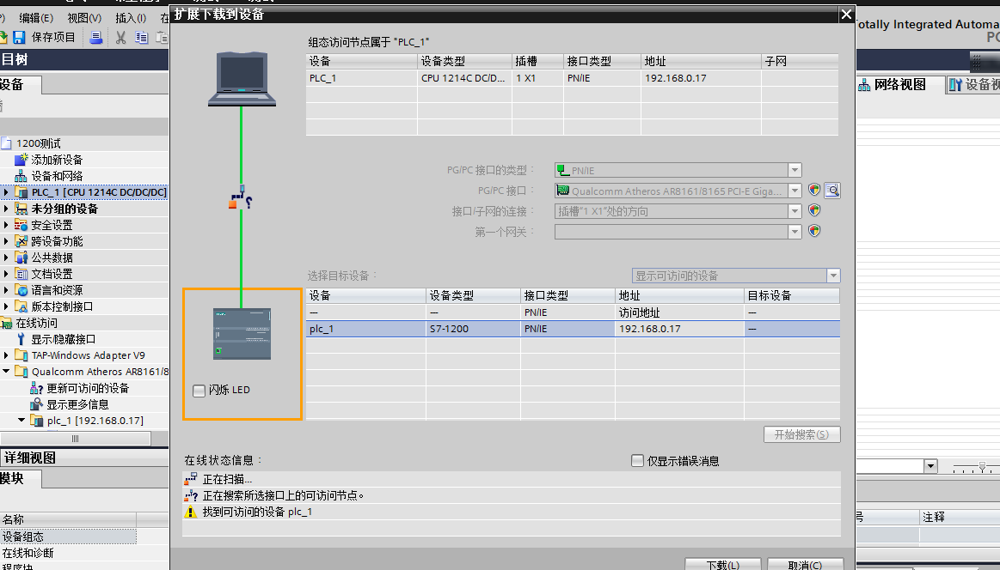 编辑(E) 视图(V) 插入(I) 在
扩展下载到设备
保存项目
Totally Integrated Automa
PO
目树
设备
网络视图
设备视
1200测试
添加新设备
设备和网络
PLC_1 [CPU 1214C DC/DC/DC]
未分组的设备
安全设置
跨设备功能
公共数据
文档设置
语言和资源
版本控制接口
在线访问
显示/隐藏接口
TAP-Windows Adapter V9
Qualcomm Atheros AR8161/8
更新可访问的设备
显示更多信息
plc_1 [192.168.0.17]
详细视图
模块
名称
设备组态
在线和诊断
程序块
组态访问节点属于 "PLC_1"
设备 设备类型 插槽 接口类型 地址 子网
PLC_1 CPU 1214C DC/D... 1 X1 PN/IE 192.168.0.17
PG/PC 接口的类型： PN/IE
PG/PC 接口： Qualcomm Atheros AR8161/8165 PCI-E Giga...
接口/子网的连接： 插槽"1 X1"处的方向
第一个网关：
选择目标设备： 显示可访问的设备
设备 设备类型 接口类型 地址 目标设备
— — PN/IE 访问地址 —
plc_1 S7-1200 PN/IE 192.168.0.17 —
闪烁 LED
开始搜索(S)
在线状态信息： 仅显示错误消息
正在扫描...
正在搜索所选接口上的可访问节点。
找到可访问的设备 plc_1
下载(L) 取消(C)
号 注释